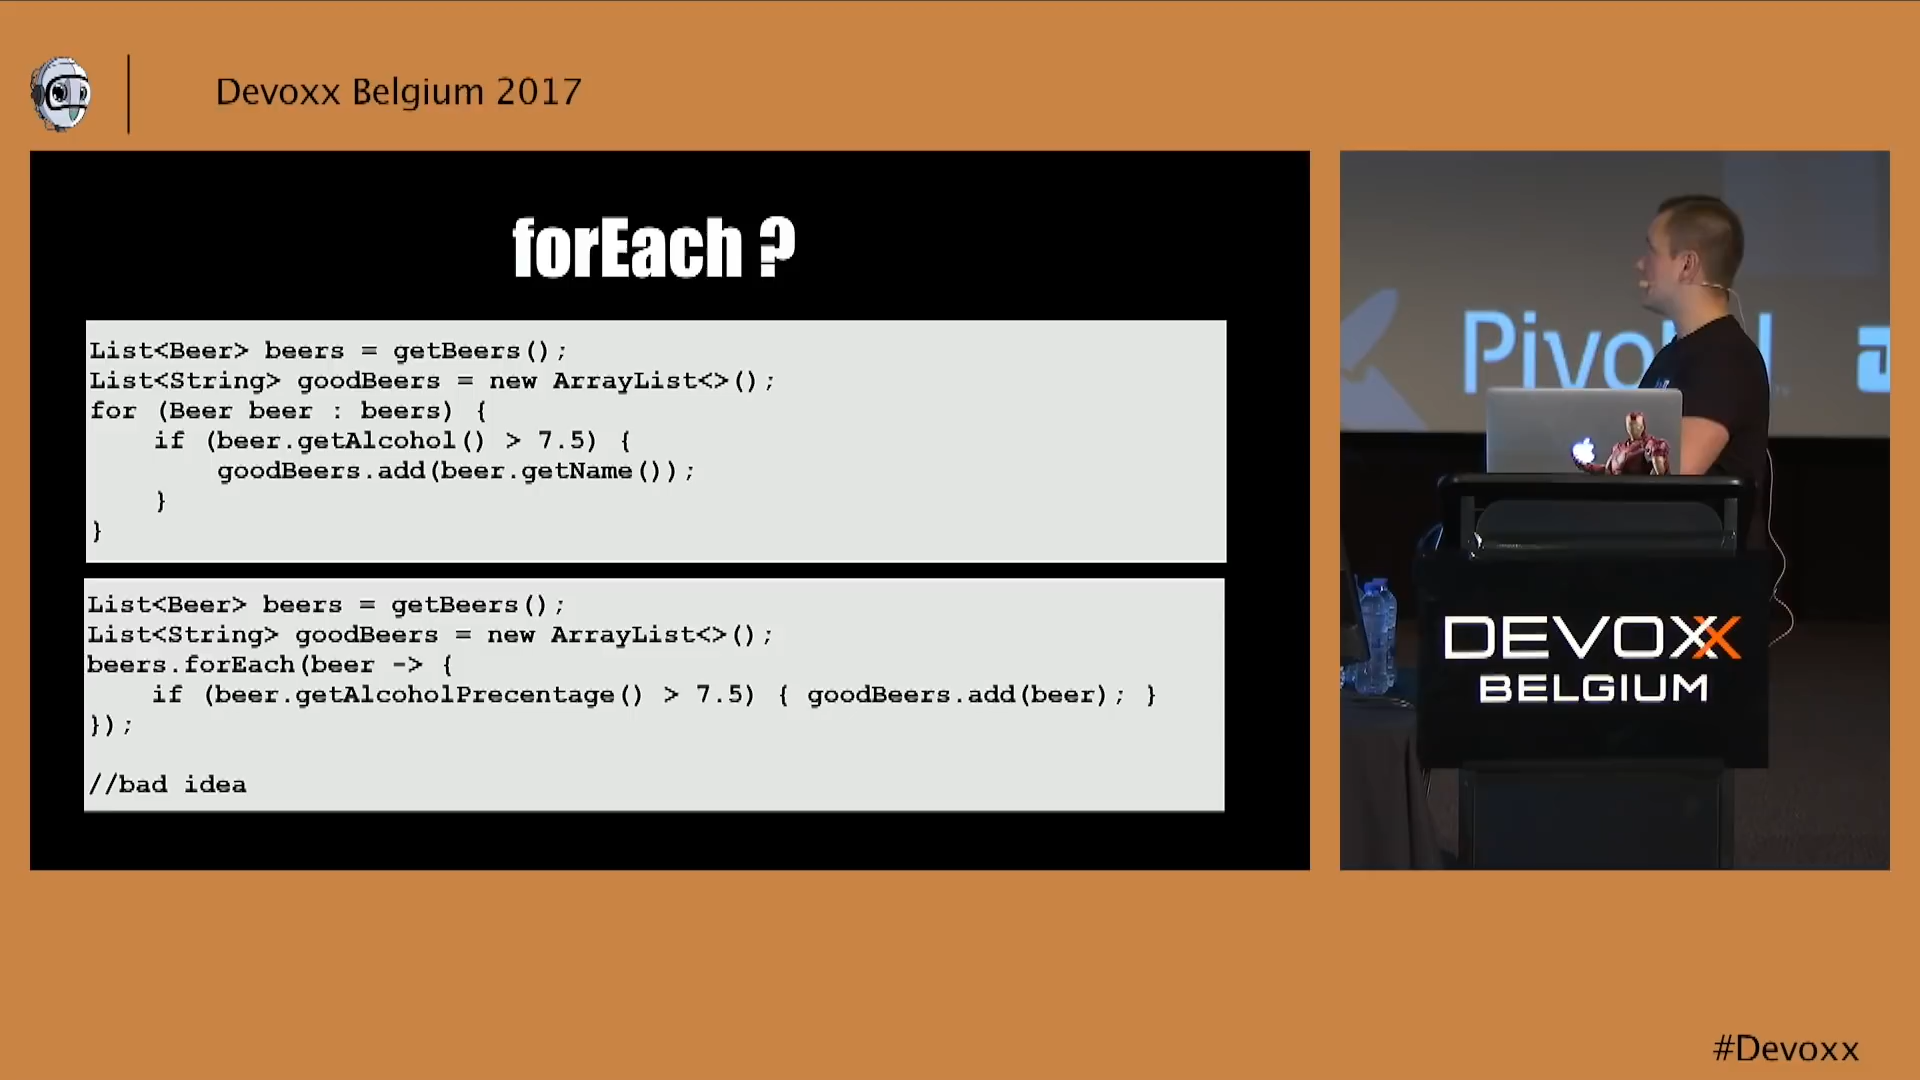 Devoxx Belgium 2017
forEach ?
List<Beer> beers = getBeers();
List<String> goodBeers = new ArrayList<>();
for (Beer beer : beers) {
    if (beer.getAlcohol() > 7.5) {
        goodBeers.add(beer.getName());
    }
}
List<Beer> beers = getBeers();
List<String> goodBeers = new ArrayList<>();
beers.forEach(beer -> {
    if (beer.getAlcoholPrecentage() > 7.5) { goodBeers.add(beer); }
});
//bad idea
DEVOXX
BELGIUM
#Devoxx